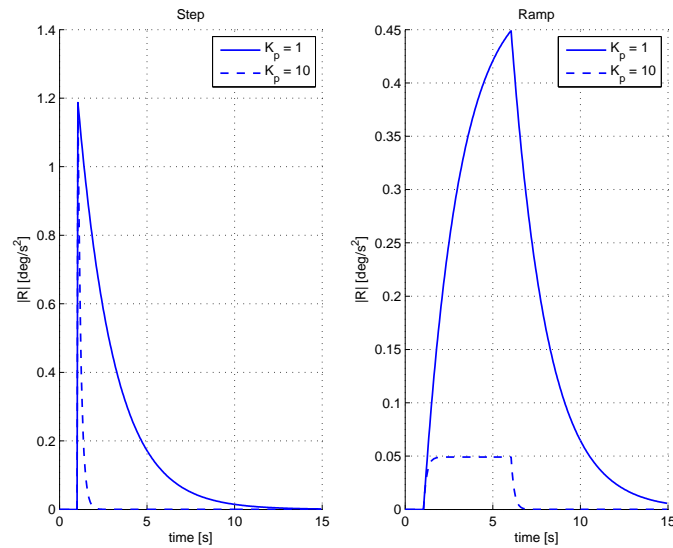 Step
1.4
1.2
1
0.8
0.6
0.4
0.2
0
0 5 10 15
time [s]
|R| [deg/s²]
K_p = 1
K_p = 10
Ramp
0.45
0.4
0.35
0.3
0.25
0.2
0.15
0.1
0.05
0
0 5 10 15
time [s]
|R| [deg/s²]
K_p = 1
K_p = 10